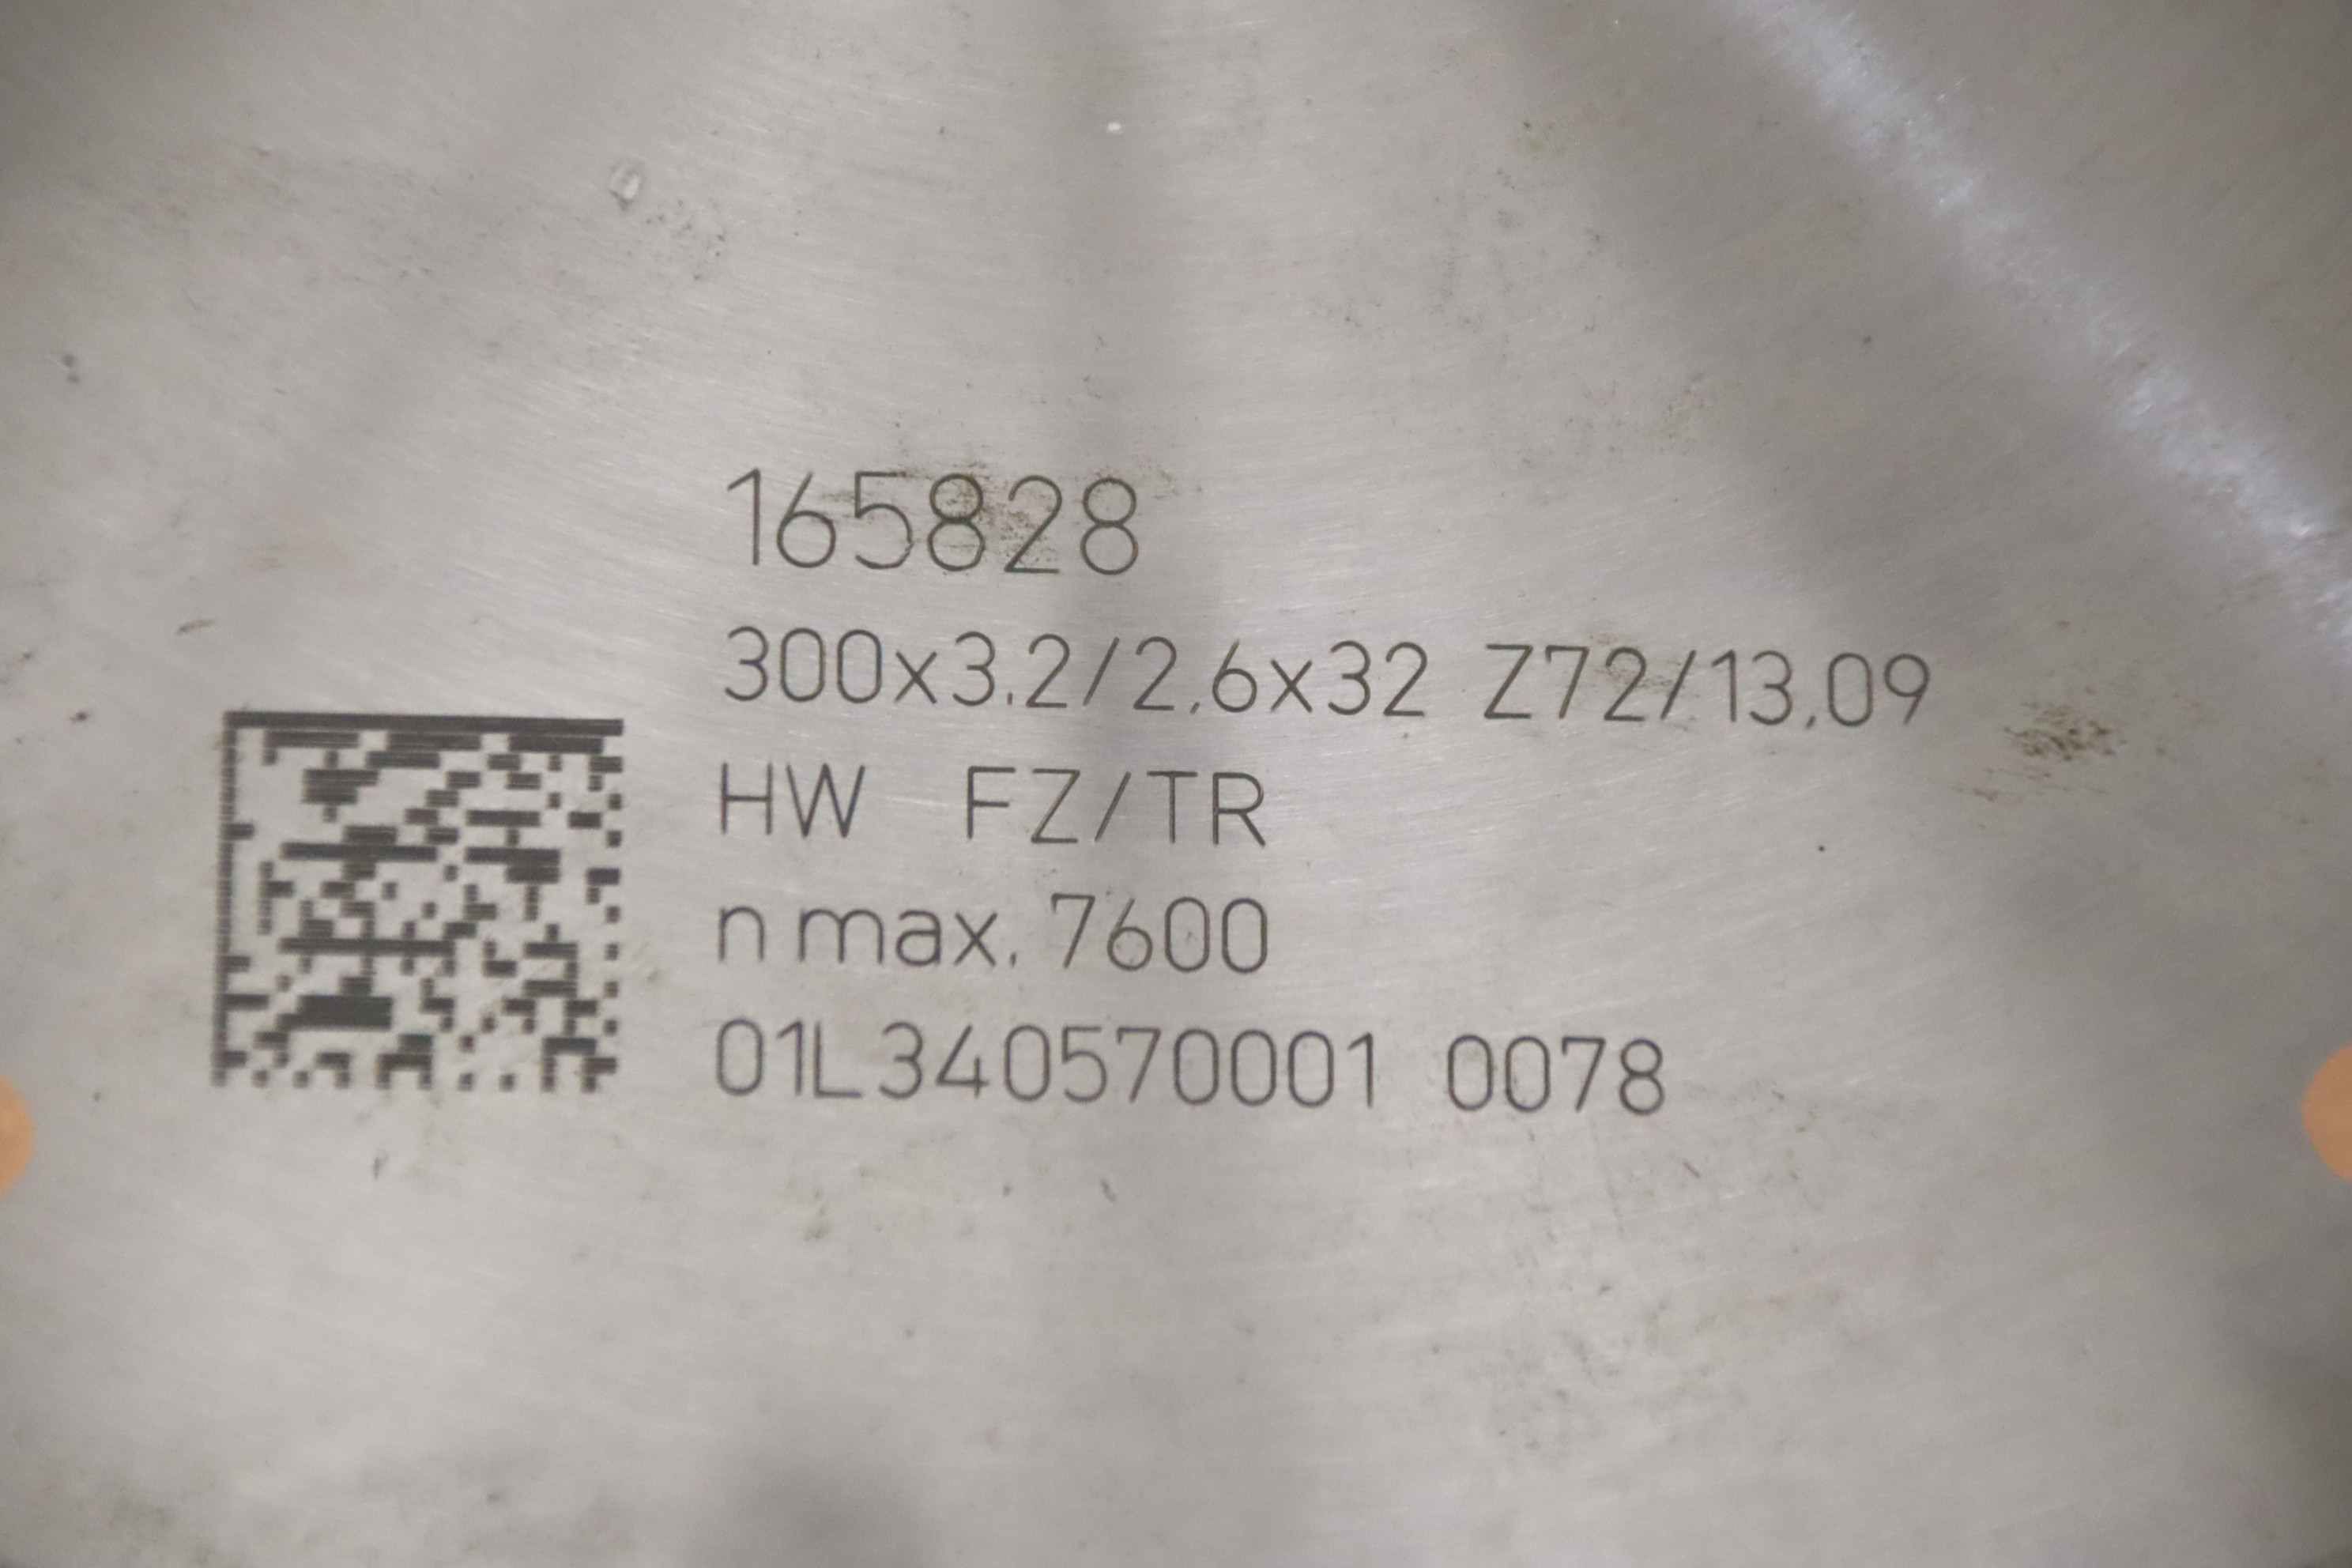 165828
300x3.2/2.6x32 Z72/13.09
HW FZ/TR
n max. 7600
01L340570001 0078